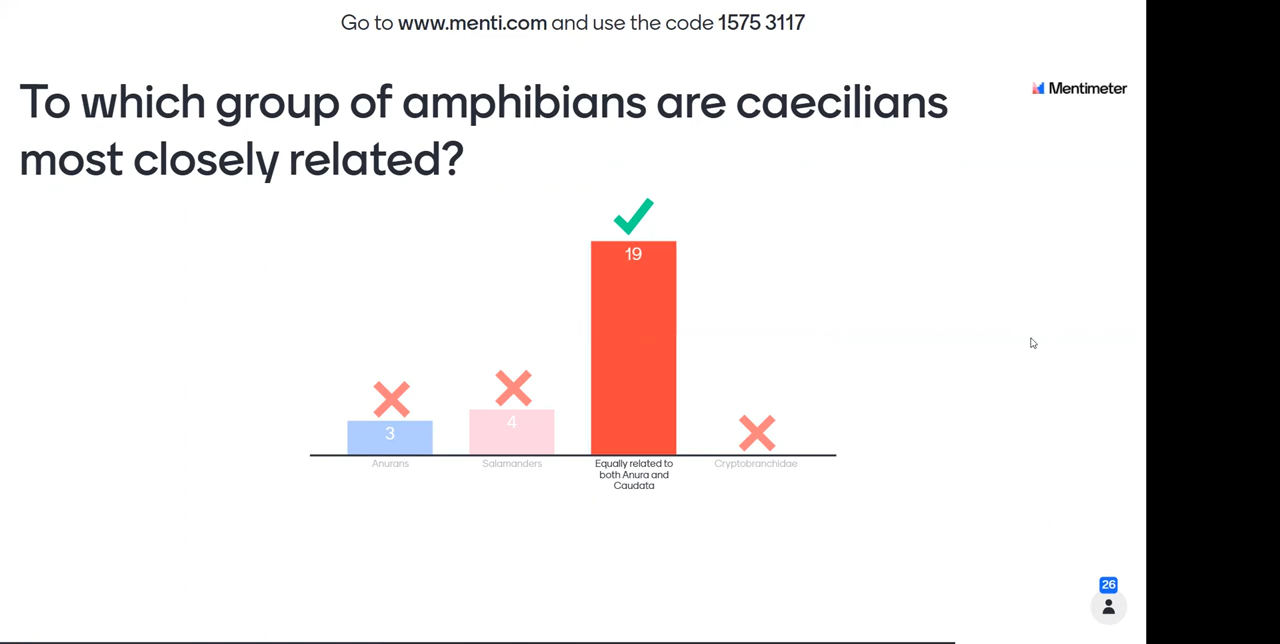 Go to www.menti.com and use the code 1575 3117
To which group of amphibians are caecilians
most closely related?
Mentimeter
19
3
4
Anurans
Salamanders
Equally related to
both Anura and
Caudata
Cryptobranchidae
26